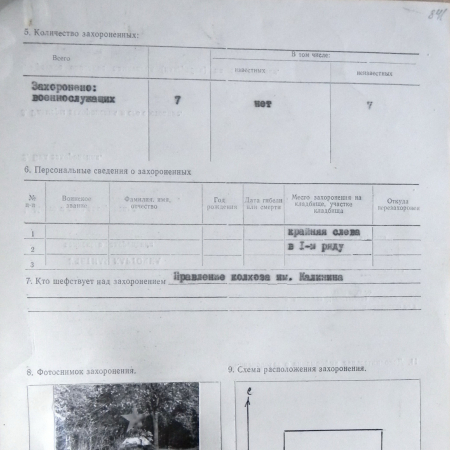 5. Количество захороненных:
Всего
В том числе:
известных
неизвестных
Захоронено:
военнослужащих 7 нет 7
6. Персональные сведения о захороненных
№ п-п Воинское звание Фамилия, имя, отчество Год рождения Дата гибели или смерти Место захоронения на кладбище, участке кладбища Откуда перезахоронен
1 крайняя слева
2 в I-м ряду
3
7. Кто шефствует над захоронением Правление колхоза им. Калинина
8. Фотоснимок захоронения. 9. Схема расположения захоронения.
с